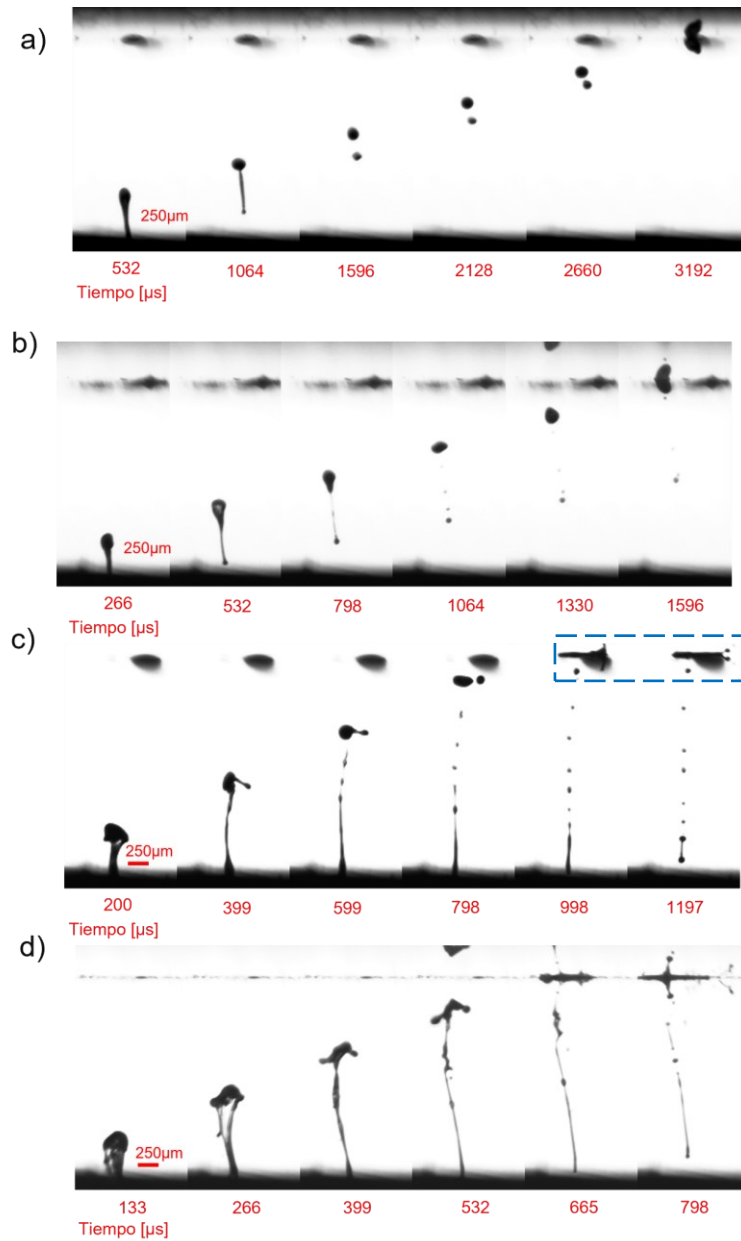 a)
250µm
532 1064 1596 2128 2660 3192
Tiempo [µs]
b)
250µm
266 532 798 1064 1330 1596
Tiempo [µs]
c)
250µm
200 399 599 798 998 1197
Tiempo [µs]
d)
250µm
133 266 399 532 665 798
Tiempo [µs]